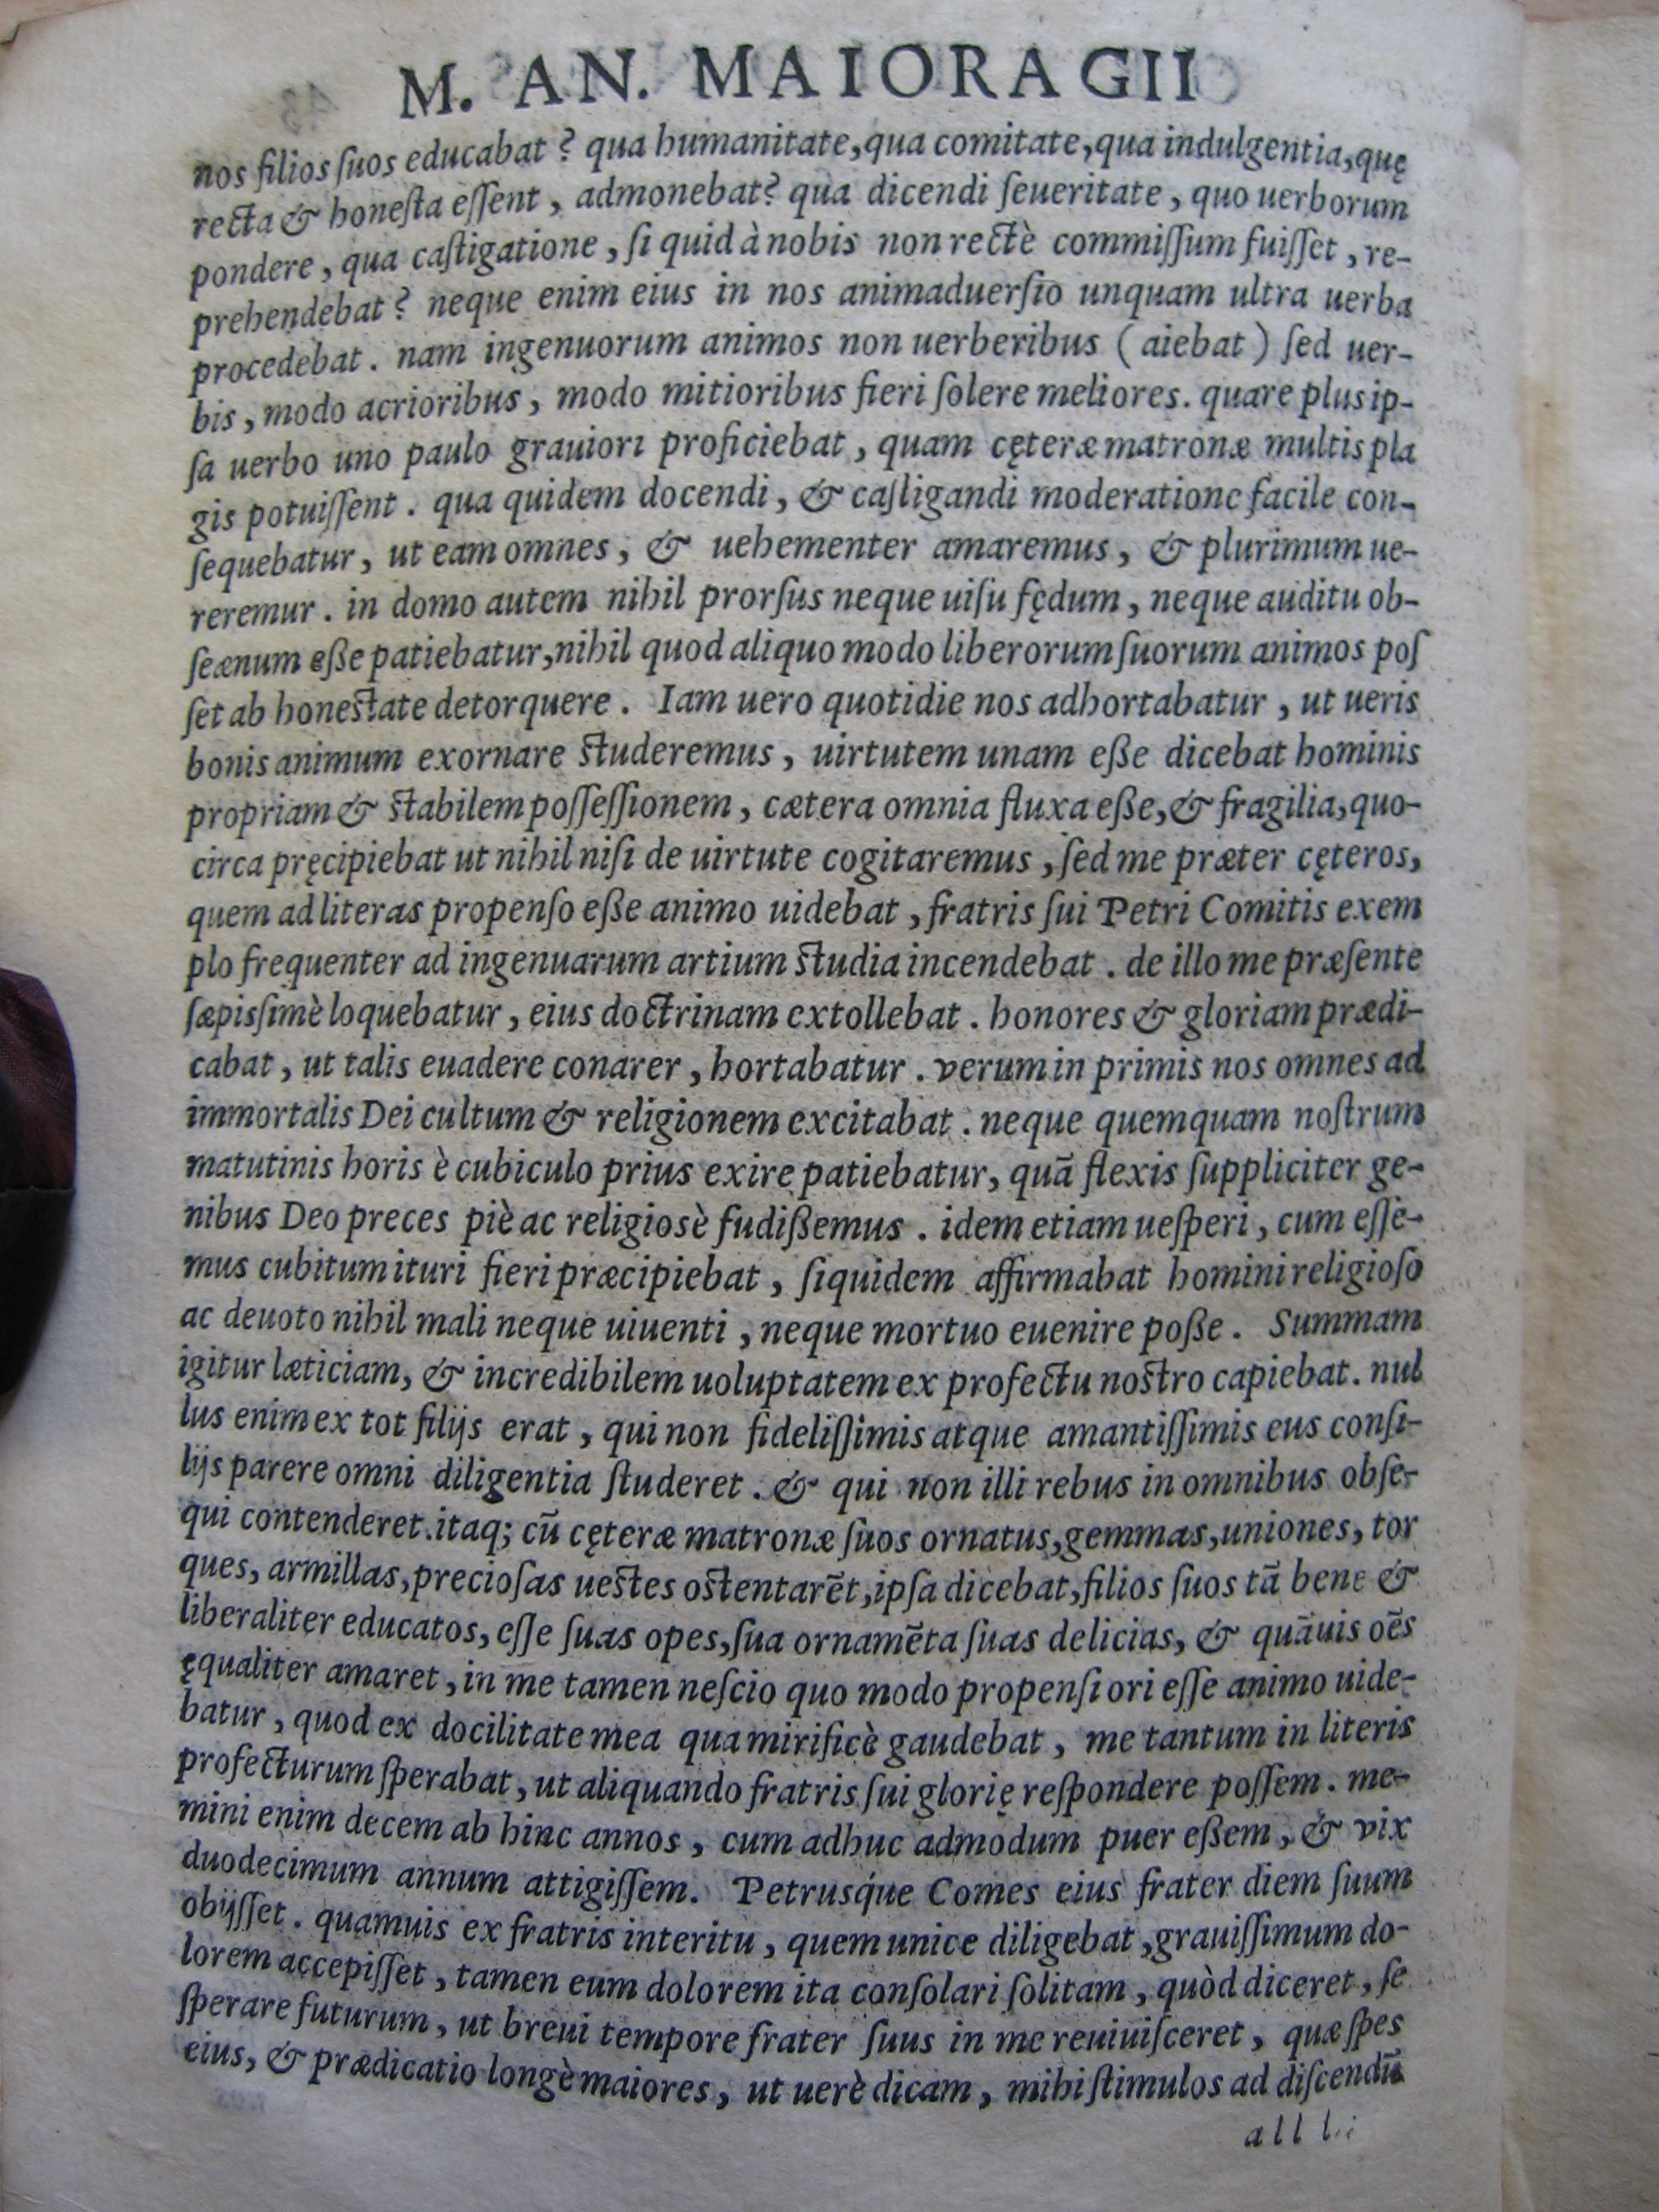 M. AN. MAIORAGII
nos filios ſuos educabat? qua humanitate, qua comitate, qua indulgentia, quę
recta & honeſta eſſent, admonebat? qua dicendi ſeueritate, quo uerborum
pondere, qua caſtigatione, ſi quid à nobis non rectè commiſſum fuiſſet, re-
prehendebat? neque enim eius in nos animaduerſio unquam ultra uerba
procedebat. nam ingenuorum animos non uerberibus (aiebat) ſed uer-
bis, modo acrioribus, modo mitioribus fieri ſolere meliores. quare plus ip-
ſa uerbo uno paulo grauiori proficiebat, quam cęteræ matronæ multis pla
gis potuiſſent. qua quidem docendi, & caſtigandi moderatione facile con-
ſequebatur, ut eam omnes, & uehementer amaremus, & plurimum ue-
reremur. in domo autem nihil prorſus neque uiſu fędum, neque auditu ob-
ſeænum eße patiebatur, nihil quod aliquo modo liberorum ſuorum animos poſ
ſet ab honeſtate detorquere. Iam uero quotidie nos adhortabatur, ut ueris
bonis animum exornare ſtuderemus, uirtutem unam eße dicebat hominis
propriam & ſtabilem poſſeſſionem, cætera omnia fluxa eße, & fragilia, quo-
circa pręcipiebat ut nihil niſi de uirtute cogitaremus, ſed me præter cęteros,
quem ad literas propenſo eße animo uidebat, fratris ſui Petri Comitis exem
plo frequenter ad ingenuarum artium ſtudia incendebat. de illo me præſente
ſæpisſimè loquebatur, eius doctrinam extollebat. honores & gloriam prædi-
cabat, ut talis euadere conarer, hortabatur. verum in primis nos omnes ad
immortalis Dei cultum & religionem excitabat. neque quemquam noſtrum
matutinis horis è cubiculo prius exire patiebatur, quā flexis ſuppliciter ge-
nibus Deo preces piè ac religiosè fudißemus. idem etiam ueſperi, cum eſſe-
mus cubitum ituri fieri præcipiebat, ſiquidem affirmabat homini religioſo
ac deuoto nihil mali neque uiuenti, neque mortuo euenire poße. Summam
igitur læticiam, & incredibilem uoluptatem ex profectu noſtro capiebat. nul
lus enim ex tot filijs erat, qui non fideliſſimis atque amantiſſimis eus conſi-
lijs parere omni diligentia ſtuderet. & qui non illi rebus in omnibus obſe-
qui contenderet. itaq; cū cęteræ matronæ ſuos ornatus, gemmas, uniones, tor
ques, armillas, precioſas ueſtes oſtentarēt, ipſa dicebat, filios ſuos tā bene &
liberaliter educatos, eſſe ſuas opes, ſua ornamēta ſuas delicias, & quāuis oēs
ęqualiter amaret, in me tamen neſcio quo modo propenſiori eſſe animo uide-
batur, quod ex docilitate mea qua mirificè gaudebat, me tantum in literis
profecturum ſperabat, ut aliquando fratris ſui glorię reſpondere poſſem. me-
mini enim decem ab hinc annos, cum adhuc admodum puer eßem, & vix
duodecimum annum attigiſſem. Petrusq́ue Comes eius frater diem ſuum
obijſſet. quamuis ex fratris interitu, quem unice diligebat, grauiſſimum do-
lorem accepiſſet, tamen eum dolorem ita conſolari ſolitam, quòd diceret, ſe
ſperare futurum, ut breui tempore frater ſuus in me reuiuiſceret, quæ ſpes
eius, & prædicatio longè maiores, ut uerè dicam, mihi ſtimulos ad diſcendū
all